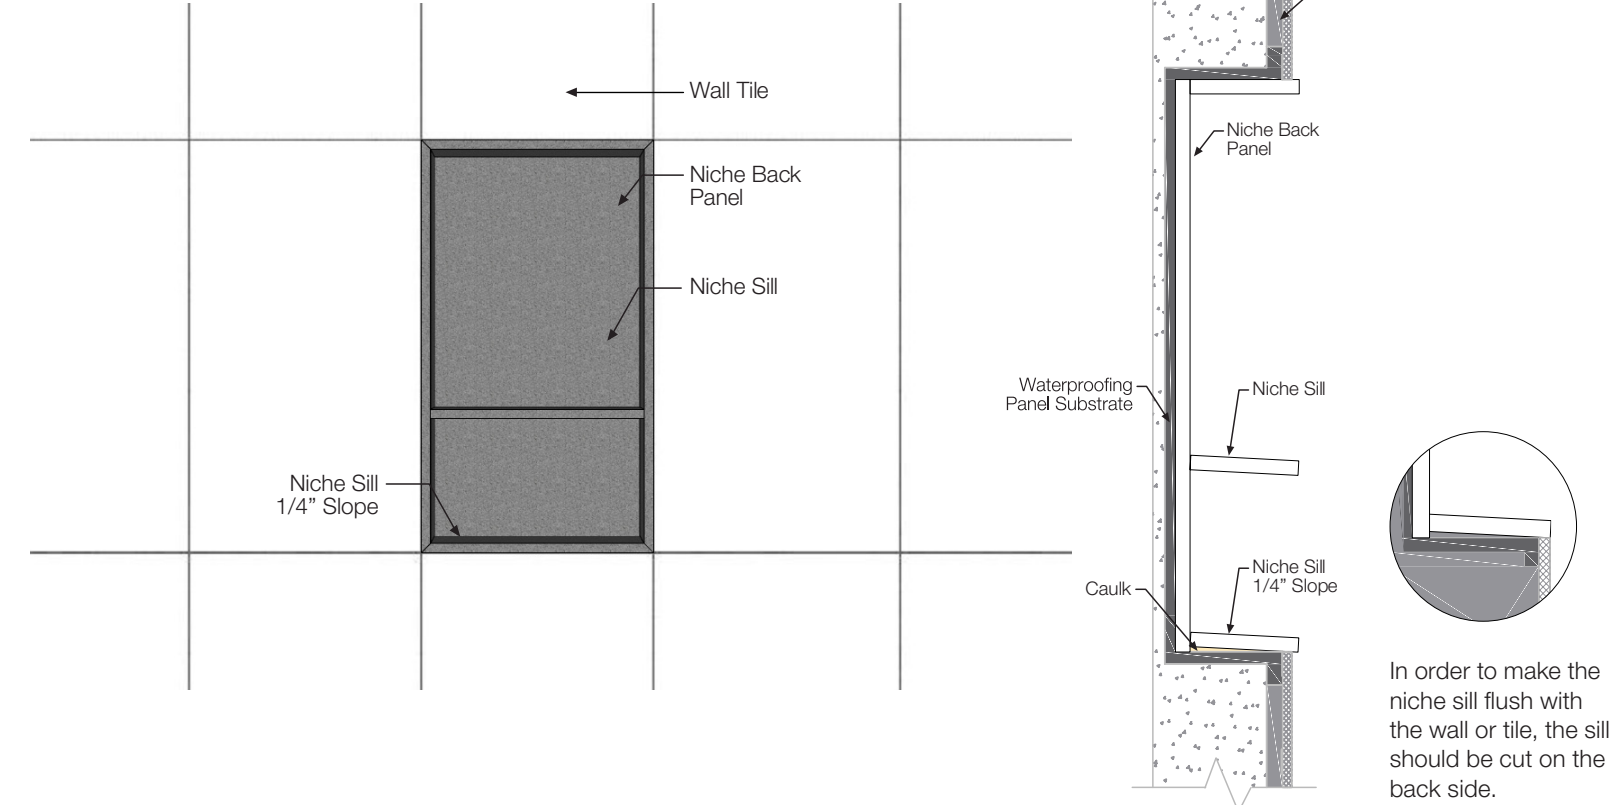 Wall Tile
Niche Back
Panel
Niche Sill
Niche Sill
1/4” Slope
Niche Back
Panel
Waterproofing
Panel Substrate
Niche Sill
Caulk
Niche Sill
1/4” Slope
In order to make the
niche sill flush with
the wall or tile, the sill
should be cut on the
back side.